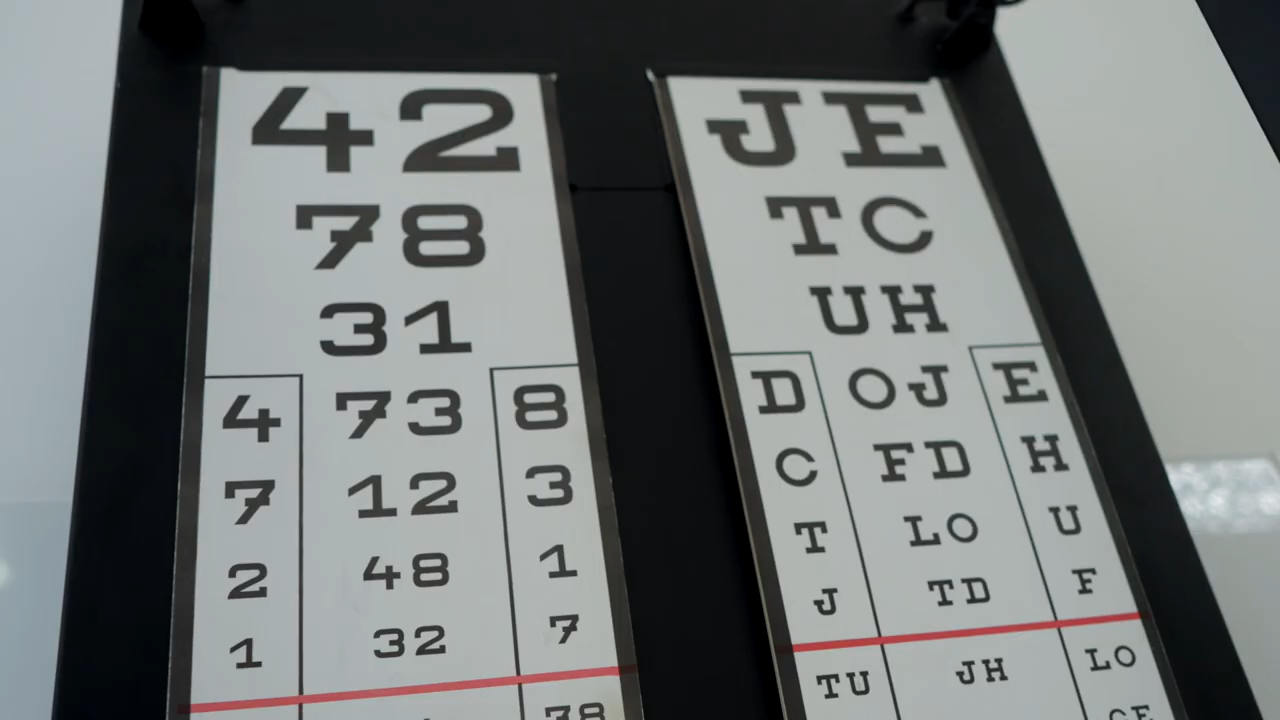 42
78
31
4 73 8
7 12 3
2 48 1
1 32 7
78
JE
TC
UH
D OJ E
C FD H
T LO U
J TD F
TU JH LO